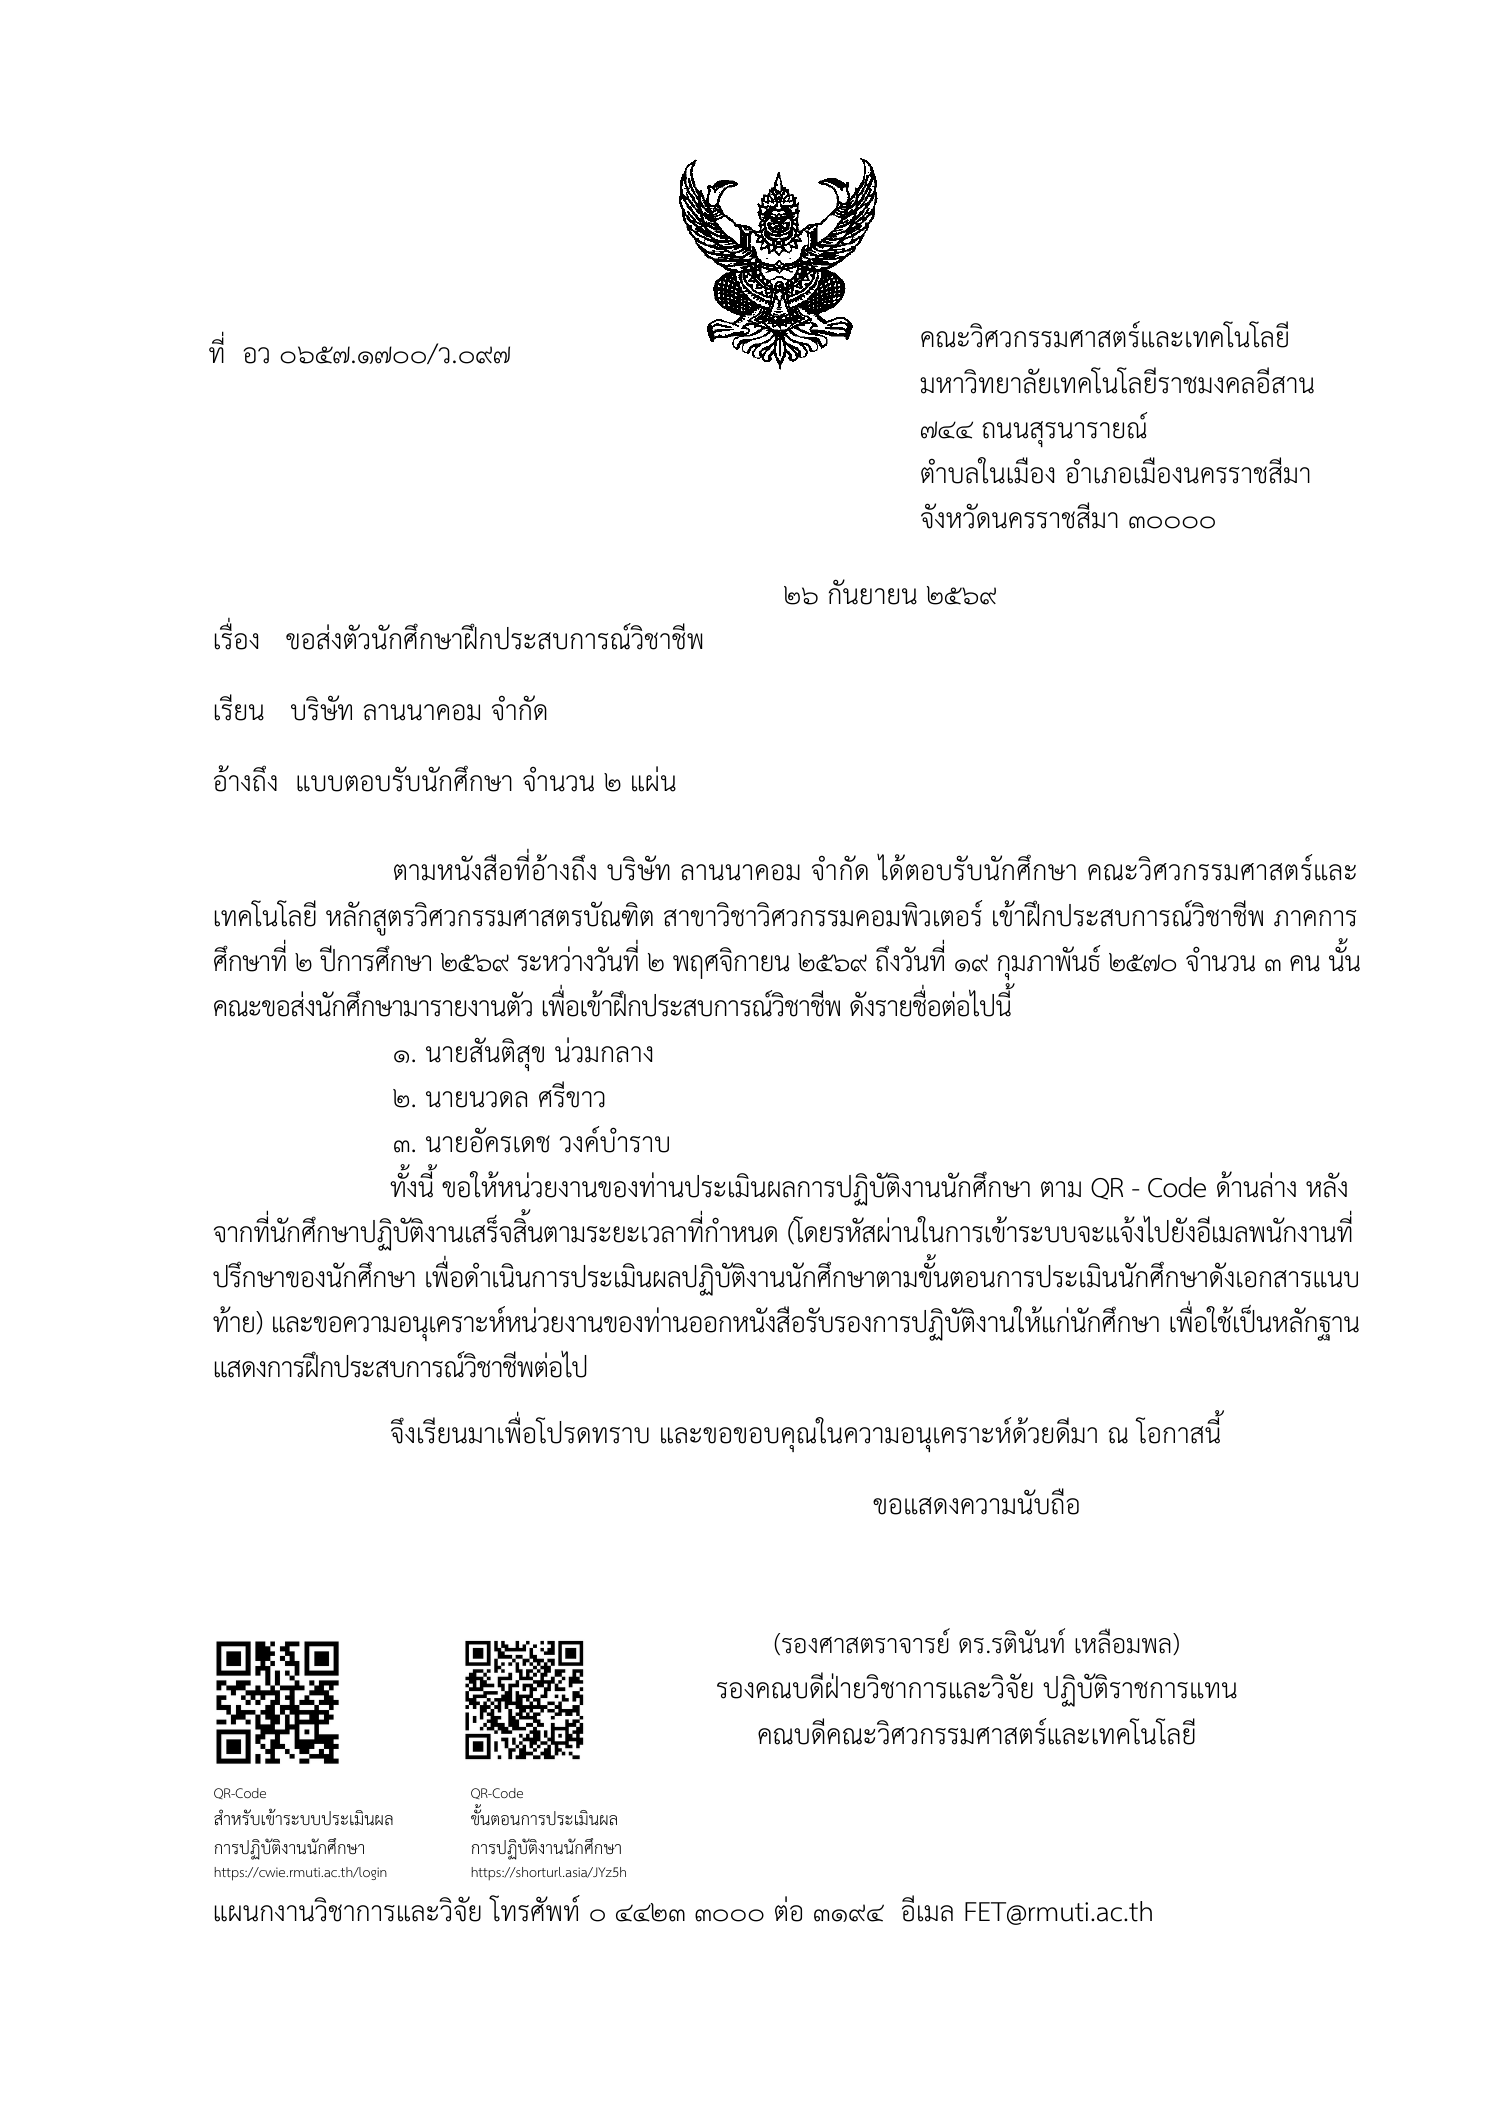 ที่ อว ๐๖๕๗.๑๗๐๐/ว.๐๙๗
คณะวิศวกรรมศาสตร์และเทคโนโลยี
มหาวิทยาลัยเทคโนโลยีราชมงคลอีสาน
๗๔๔ ถนนสุรนารายณ์
ตำบลในเมือง อำเภอเมืองนครราชสีมา
จังหวัดนครราชสีมา ๓๐๐๐๐
๒๖ กันยายน ๒๕๖๙
เรื่อง ขอส่งตัวนักศึกษาฝึกประสบการณ์วิชาชีพ
เรียน บริษัท ลานนาคอม จำกัด
อ้างถึง แบบตอบรับนักศึกษา จำนวน ๒ แผ่น
ตามหนังสือที่อ้างถึง บริษัท ลานนาคอม จำกัด ได้ตอบรับนักศึกษา คณะวิศวกรรมศาสตร์และ
เทคโนโลยี หลักสูตรวิศวกรรมศาสตรบัณฑิต สาขาวิชาวิศวกรรมคอมพิวเตอร์ เข้าฝึกประสบการณ์วิชาชีพ ภาคการ
ศึกษาที่ ๒ ปีการศึกษา ๒๕๖๙ ระหว่างวันที่ ๒ พฤศจิกายน ๒๕๖๙ ถึงวันที่ ๑๙ กุมภาพันธ์ ๒๕๗๐ จำนวน ๓ คน นั้น
คณะขอส่งนักศึกษามารายงานตัว เพื่อเข้าฝึกประสบการณ์วิชาชีพ ดังรายชื่อต่อไปนี้
๑. นายสันติสุข น่วมกลาง
๒. นายนวดล ศรีขาว
๓. นายอัครเดช วงค์บำราบ
ทั้งนี้ ขอให้หน่วยงานของท่านประเมินผลการปฏิบัติงานนักศึกษา ตาม QR - Code ด้านล่าง หลัง
จากที่นักศึกษาปฏิบัติงานเสร็จสิ้นตามระยะเวลาที่กำหนด (โดยรหัสผ่านในการเข้าระบบจะแจ้งไปยังอีเมลพนักงานที่
ปรึกษาของนักศึกษา เพื่อดำเนินการประเมินผลปฏิบัติงานนักศึกษาตามขั้นตอนการประเมินนักศึกษาดังเอกสารแนบ
ท้าย) และขอความอนุเคราะห์หน่วยงานของท่านออกหนังสือรับรองการปฏิบัติงานให้แก่นักศึกษา เพื่อใช้เป็นหลักฐาน
แสดงการฝึกประสบการณ์วิชาชีพต่อไป
จึงเรียนมาเพื่อโปรดทราบ และขอขอบคุณในความอนุเคราะห์ด้วยดีมา ณ โอกาสนี้
ขอแสดงความนับถือ
(รองศาสตราจารย์ ดร.รตินันท์ เหลือมพล)
รองคณบดีฝ่ายวิชาการและวิจัย ปฏิบัติราชการแทน
คณบดีคณะวิศวกรรมศาสตร์และเทคโนโลยี
QR-Code
สำหรับเข้าระบบประเมินผล
การปฏิบัติงานนักศึกษา
https://cwie.rmuti.ac.th/login
QR-Code
ขั้นตอนการประเมินผล
การปฏิบัติงานนักศึกษา
https://shorturl.asia/JYz5h
แผนกงานวิชาการและวิจัย โทรศัพท์ ๐ ๔๔๒๓ ๓๐๐๐ ต่อ ๓๑๙๔ อีเมล FET@rmuti.ac.th